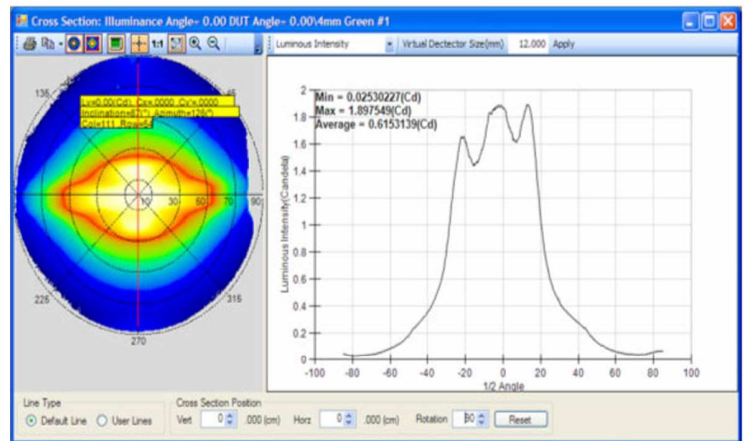 Cross Section: Illuminance Angle= 0.00 DUT Angle= 0.00\4mm Green #1
1:1 Luminous Intensity Virtual Dectector Size(mm) 12.000 Apply
135 45
Lv=0.00(Cd), Cx=.0000 ,Cy=.0000
Inclination=87(°) Azimuth=126(°)
Col=111, Row=54
10 30 50 70 90
225 315
270
Min = 0.02530227(Cd)
Max = 1.897549(Cd)
Average = 0.6153139(Cd)
Luminous Intensity(Candela)
2
1.8
1.6
1.4
1.2
1
0.8
0.6
0.4
0.2
0
-100 -80 -60 -40 -20 0 20 40 60 80 100
1/2 Angle
Line Type Cross Section Position
Default Line User Lines Vert 0 .000 (cm) Horz 0 .000 (cm) Rotation 90 Reset